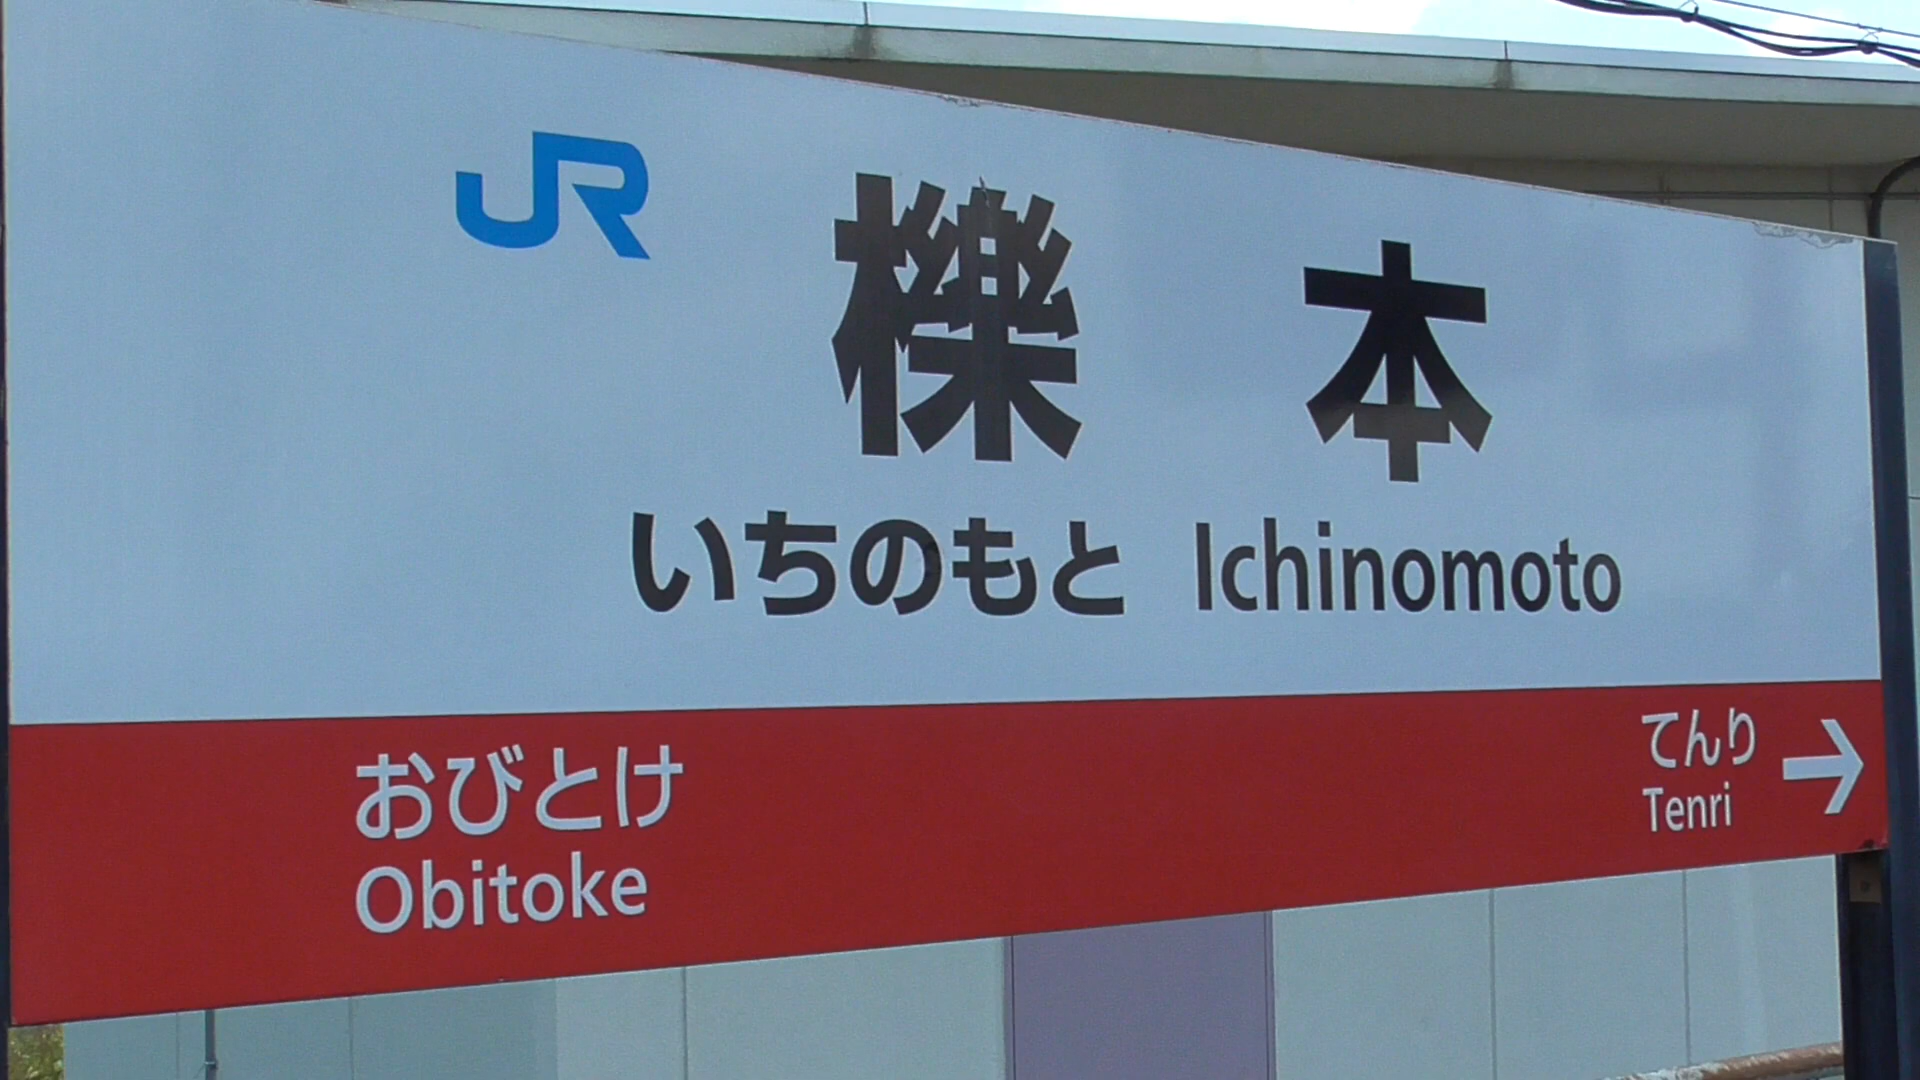 JR 櫟本
いちのもと Ichinomoto
おびとけ
Obitoke
てんり →
Tenri